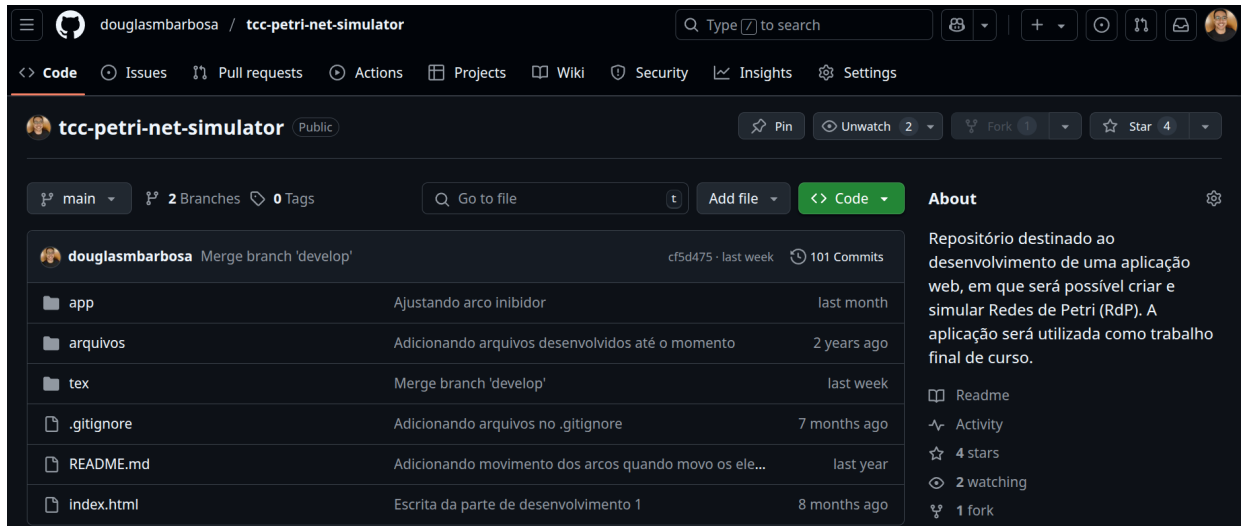 douglasmbarbosa / tcc-petri-net-simulator
Type / to search
Code Issues Pull requests Actions Projects Wiki Security Insights Settings
tcc-petri-net-simulator Public
Pin Unwatch 2 Fork 1 Star 4
main 2 Branches 0 Tags
Go to file t
Add file Code
douglasmbarbosa Merge branch 'develop' cf5d475 · last week 101 Commits
app Ajustando arco inibidor last month
arquivos Adicionando arquivos desenvolvidos até o momento 2 years ago
tex Merge branch 'develop' last week
.gitignore Adicionando arquivos no .gitignore 7 months ago
README.md Adicionando movimento dos arcos quando movo os ele... last year
index.html Escrita da parte de desenvolvimento 1 8 months ago
About
Repositório destinado ao
desenvolvimento de uma aplicação
web, em que será possível criar e
simular Redes de Petri (RdP). A
aplicação será utilizada como trabalho
final de curso.
Readme
Activity
4 stars
2 watching
1 fork